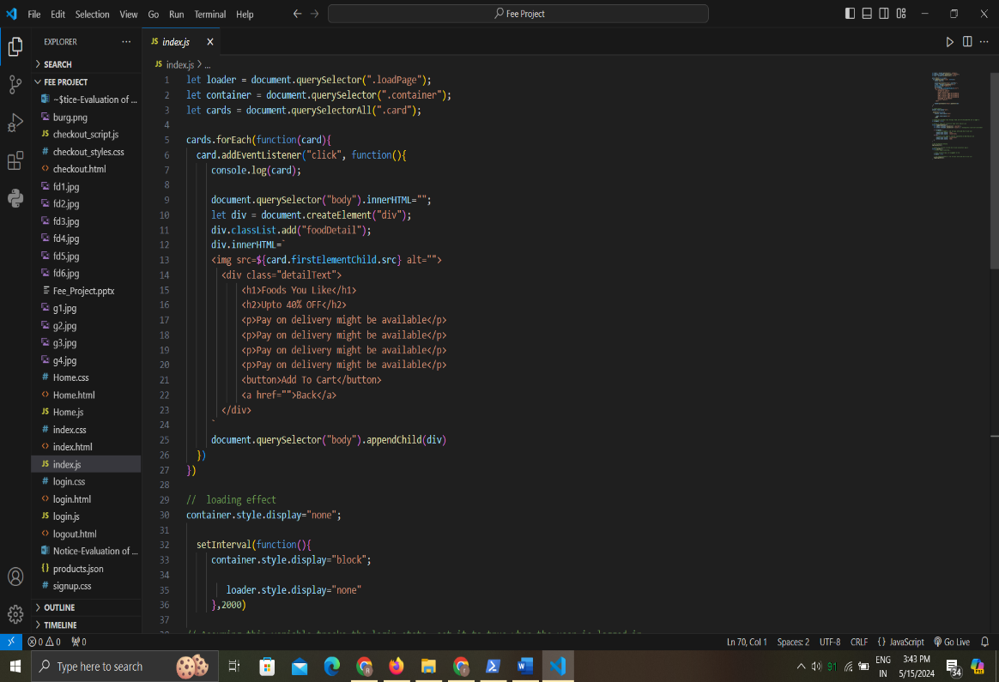 File Edit Selection View Go Run Terminal Help
Fee Project
EXPLORER
SEARCH
FEE PROJECT
~$tice-Evaluation of ...
burg.png
JS checkout_script.js
# checkout_styles.css
<> checkout.html
fd1.jpg
fd2.jpg
fd3.jpg
fd4.jpg
fd5.jpg
fd6.jpg
Fee_Project.pptx
g1.jpg
g2.jpg
g3.jpg
g4.jpg
# Home.css
<> Home.html
JS Home.js
# index.css
<> index.html
JS index.js
# login.css
<> login.html
JS login.js
<> logout.html
Notice-Evaluation of ...
{} products.json
# signup.css
OUTLINE
TIMELINE
JS index.js
JS index.js > ...
1 let loader = document.querySelector(".loadPage");
2 let container = document.querySelector(".container");
3 let cards = document.querySelectorAll(".card");
4
5 cards.forEach(function(card){
6 card.addEventListener("click", function(){
7 console.log(card);
8
9 document.querySelector("body").innerHTML="";
10 let div = document.createElement("div");
11 div.classList.add("foodDetail");
12 div.innerHTML=`
13 <img src=${card.firstElementChild.src} alt="">
14 <div class="detailText">
15 <h1>Foods You Like</h1>
16 <h2>Upto 40% OFF</h2>
17 <p>Pay on delivery might be available</p>
18 <p>Pay on delivery might be available</p>
19 <p>Pay on delivery might be available</p>
20 <p>Pay on delivery might be available</p>
21 <button>Add To Cart</button>
22 <a href="">Back</a>
23 </div>
24 `
25 document.querySelector("body").appendChild(div)
26 })
27 })
28
29 // loading effect
30 container.style.display="none";
31
32 setInterval(function(){
33 container.style.display="block";
34
35 loader.style.display="none"
36 },2000)
37
0 0 0
Ln 70, Col 1 Spaces: 2 UTF-8 CRLF {} JavaScript Go Live
Type here to search
91
ENG
IN
3:43 PM
5/15/2024
34